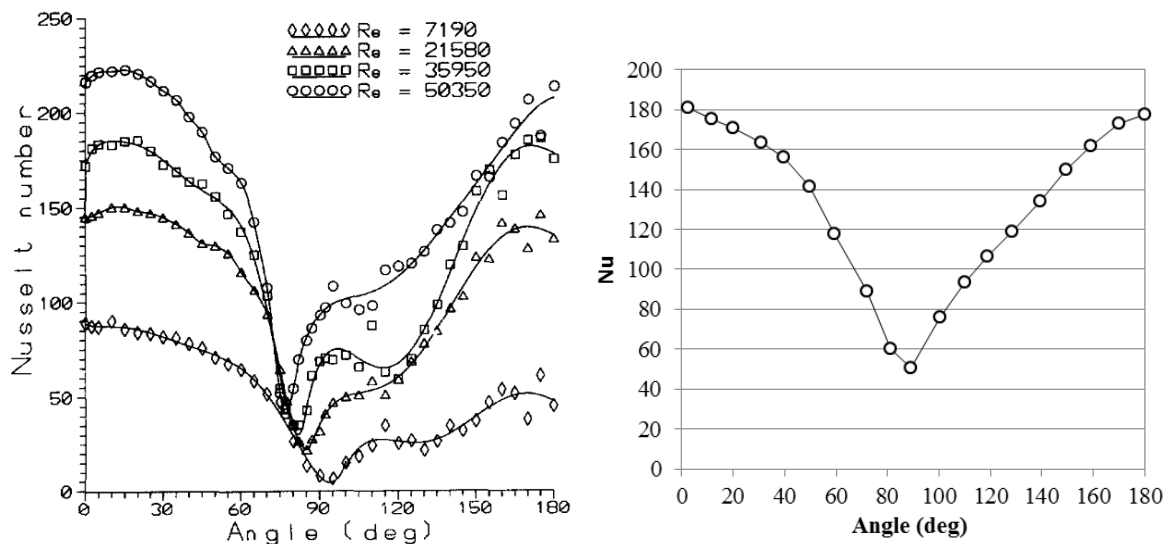 250
200
150
100
50
0
Nusselt number
Re = 7190
Re = 21580
Re = 35950
Re = 50350
0 30 60 90 120 150 180
Angle (deg)
200
180
160
140
120
100
80
60
40
20
0
Nu
0 20 40 60 80 100 120 140 160 180
Angle (deg)